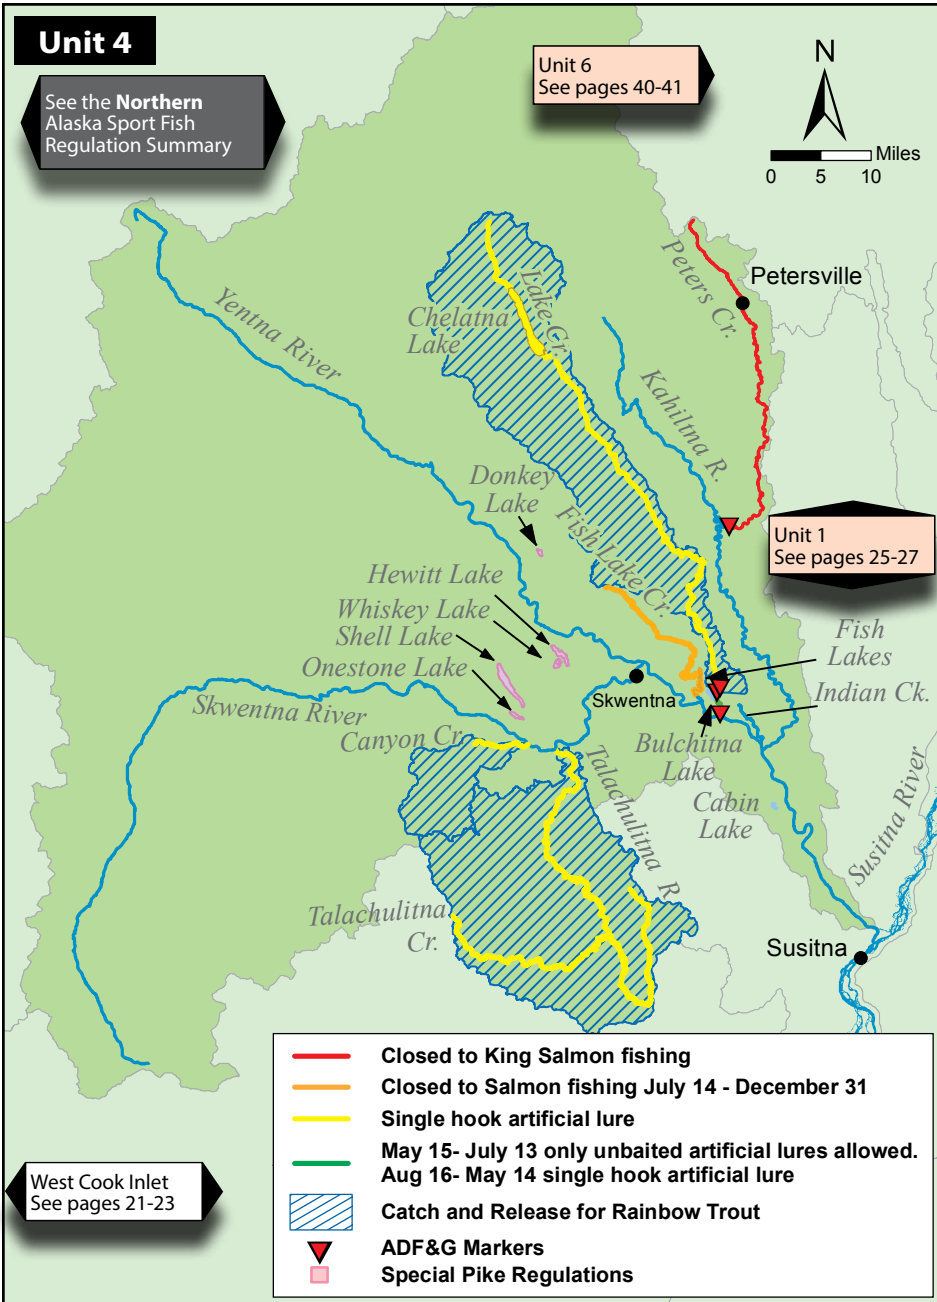 Unit 4
See the Northern
Alaska Sport Fish
Regulation Summary
Unit 6
See pages 40-41
N
Miles
0 5 10
Petersville
Peters Cr.
Yentna River
Chelatna
Lake
Lake Cr.
Kahiltna R.
Donkey
Lake
Fish Lake Cr.
Unit 1
See pages 25-27
Hewitt Lake
Whiskey Lake
Shell Lake
Onestone Lake
Fish
Lakes
Skwentna
Indian Ck.
Skwentna River
Canyon Cr.
Bulchitna
Lake
Talachulitna R.
Cabin
Lake
Susitna River
Talachulitna
Cr.
Susitna
Closed to King Salmon fishing
Closed to Salmon fishing July 14 - December 31
Single hook artificial lure
May 15- July 13 only unbaited artificial lures allowed.
Aug 16- May 14 single hook artificial lure
Catch and Release for Rainbow Trout
ADF&G Markers
Special Pike Regulations
West Cook Inlet
See pages 21-23